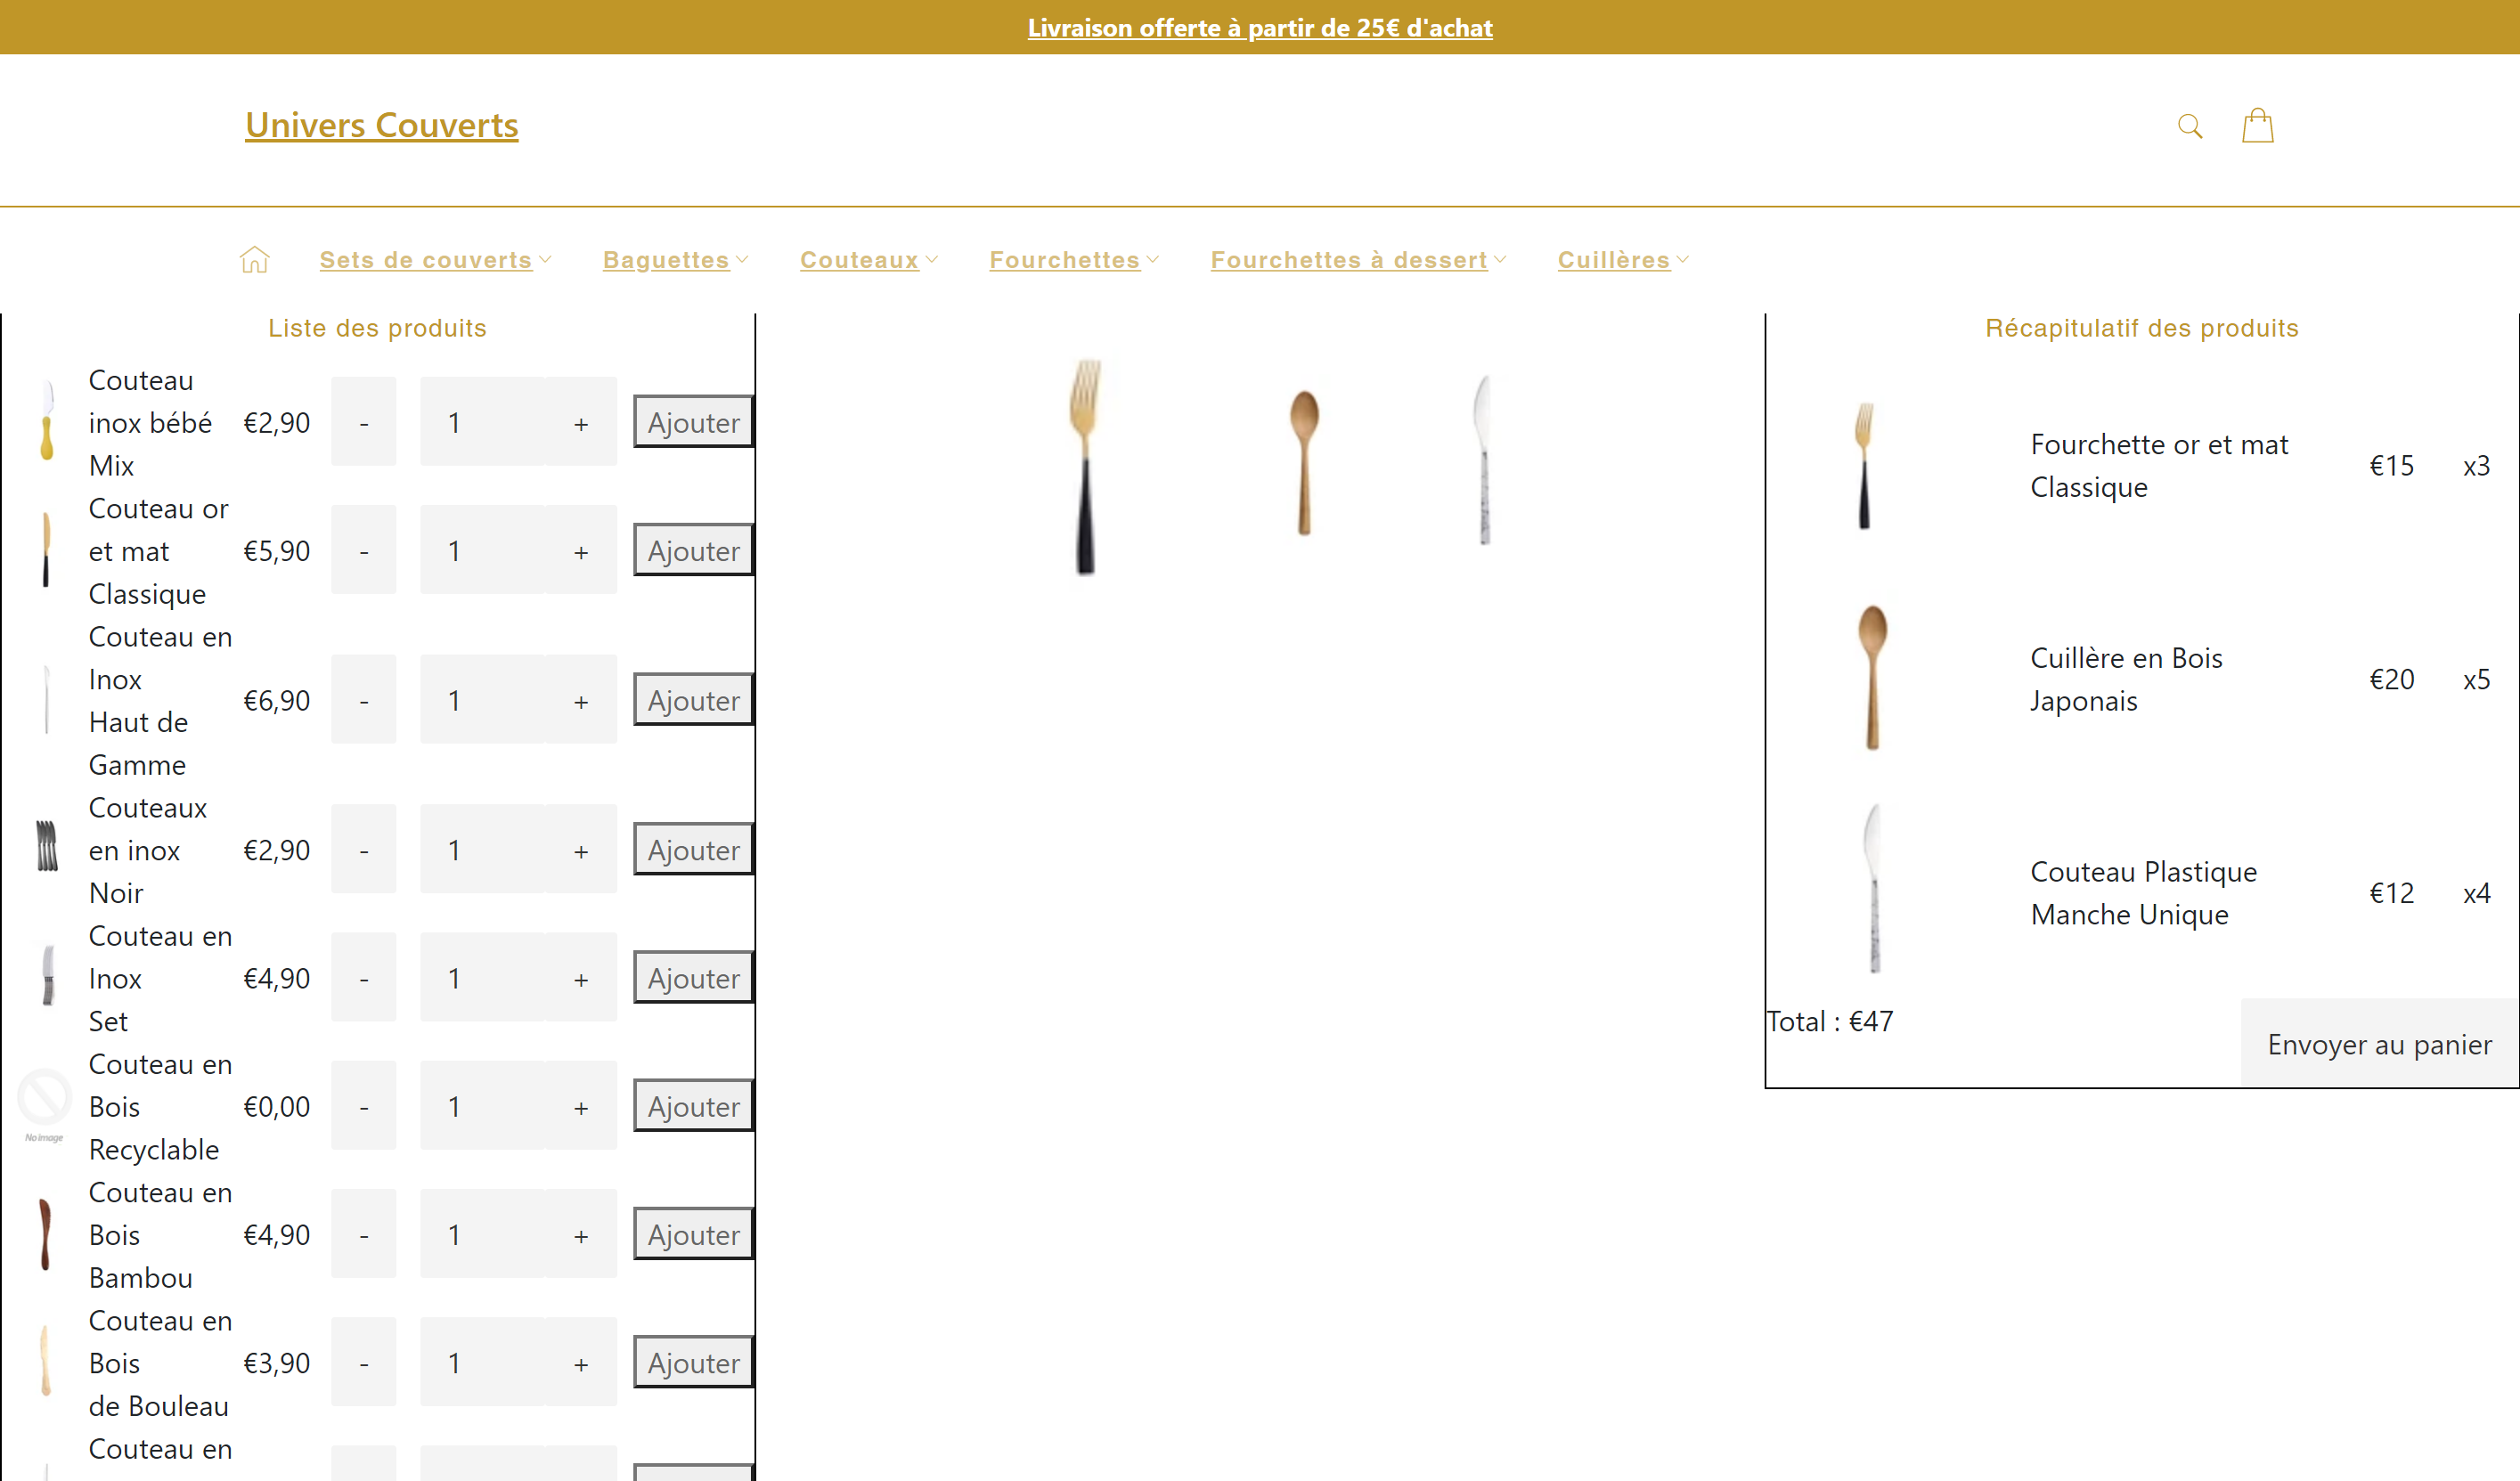 Livraison offerte à partir de 25€ d'achat
Univers Couverts
Sets de couverts Baguettes Couteaux Fourchettes Fourchettes à dessert Cuillères
Liste des produits
Couteau
inox bébé
Mix
€2,90 - 1 + Ajouter
Couteau or
et mat
Classique
€5,90 - 1 + Ajouter
Couteau en
Inox
Haut de
Gamme
€6,90 - 1 + Ajouter
Couteaux
en inox
Noir
€2,90 - 1 + Ajouter
Couteau en
Inox
Set
€4,90 - 1 + Ajouter
No image
Couteau en
Bois
Recyclable
€0,00 - 1 + Ajouter
Couteau en
Bois
Bambou
€4,90 - 1 + Ajouter
Couteau en
Bois
de Bouleau
€3,90 - 1 + Ajouter
Couteau en
Récapitulatif des produits
Fourchette or et mat
Classique
€15 x3
Cuillère en Bois
Japonais
€20 x5
Couteau Plastique
Manche Unique
€12 x4
Total : €47
Envoyer au panier